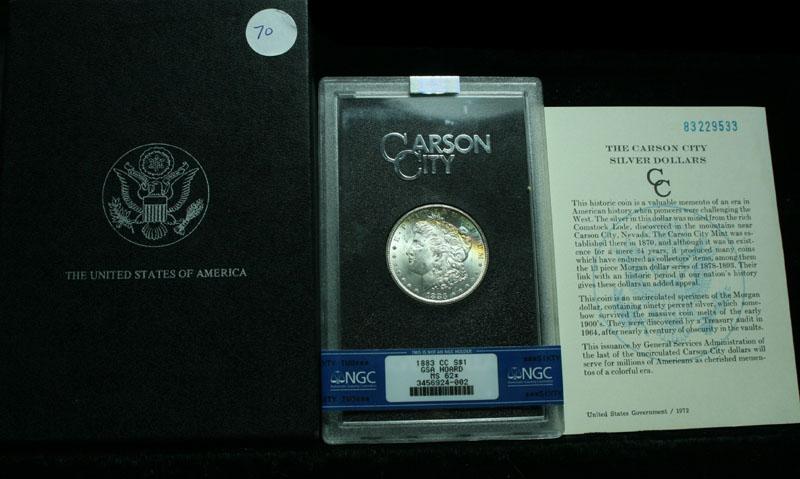 70
THE UNITED STATES OF AMERICA
CARSON
CITY
1883
THIS IS NOT AN NGC HOLDER
NGC
1883 CC S$1
GSA HOARD
MS 62★
3456924-002
NGC
83229533
THE CARSON CITY
SILVER DOLLARS
CC
This historic coin is a valuable memento of an era in
American history when pioneers were challenging the
West. The silver in this dollar was mined from the rich
Comstock Lode, discovered in the mountains near
Carson City, Nevada. The Carson City Mint was es-
tablished there in 1870, and although it was in exist-
ence for a mere 24 years, it produced many coins
which have endured as collectors' items, among them
the 13 piece Morgan dollar series of 1878-1893. Their
link with an historic period in our nation's history
gives these dollars an added appeal.
This coin is an uncirculated specimen of the Morgan
dollar, containing ninety percent silver, which some-
how survived the massive coin melts of the early
1900's. They were discovered by a Treasury audit in
1964, after nearly a century of obscurity in the vaults.
This issuance by General Services Administration of
the last of the uncirculated Carson City dollars will
serve for millions of Americans as cherished memen-
tos of a colorful era.
United States Government / 1972